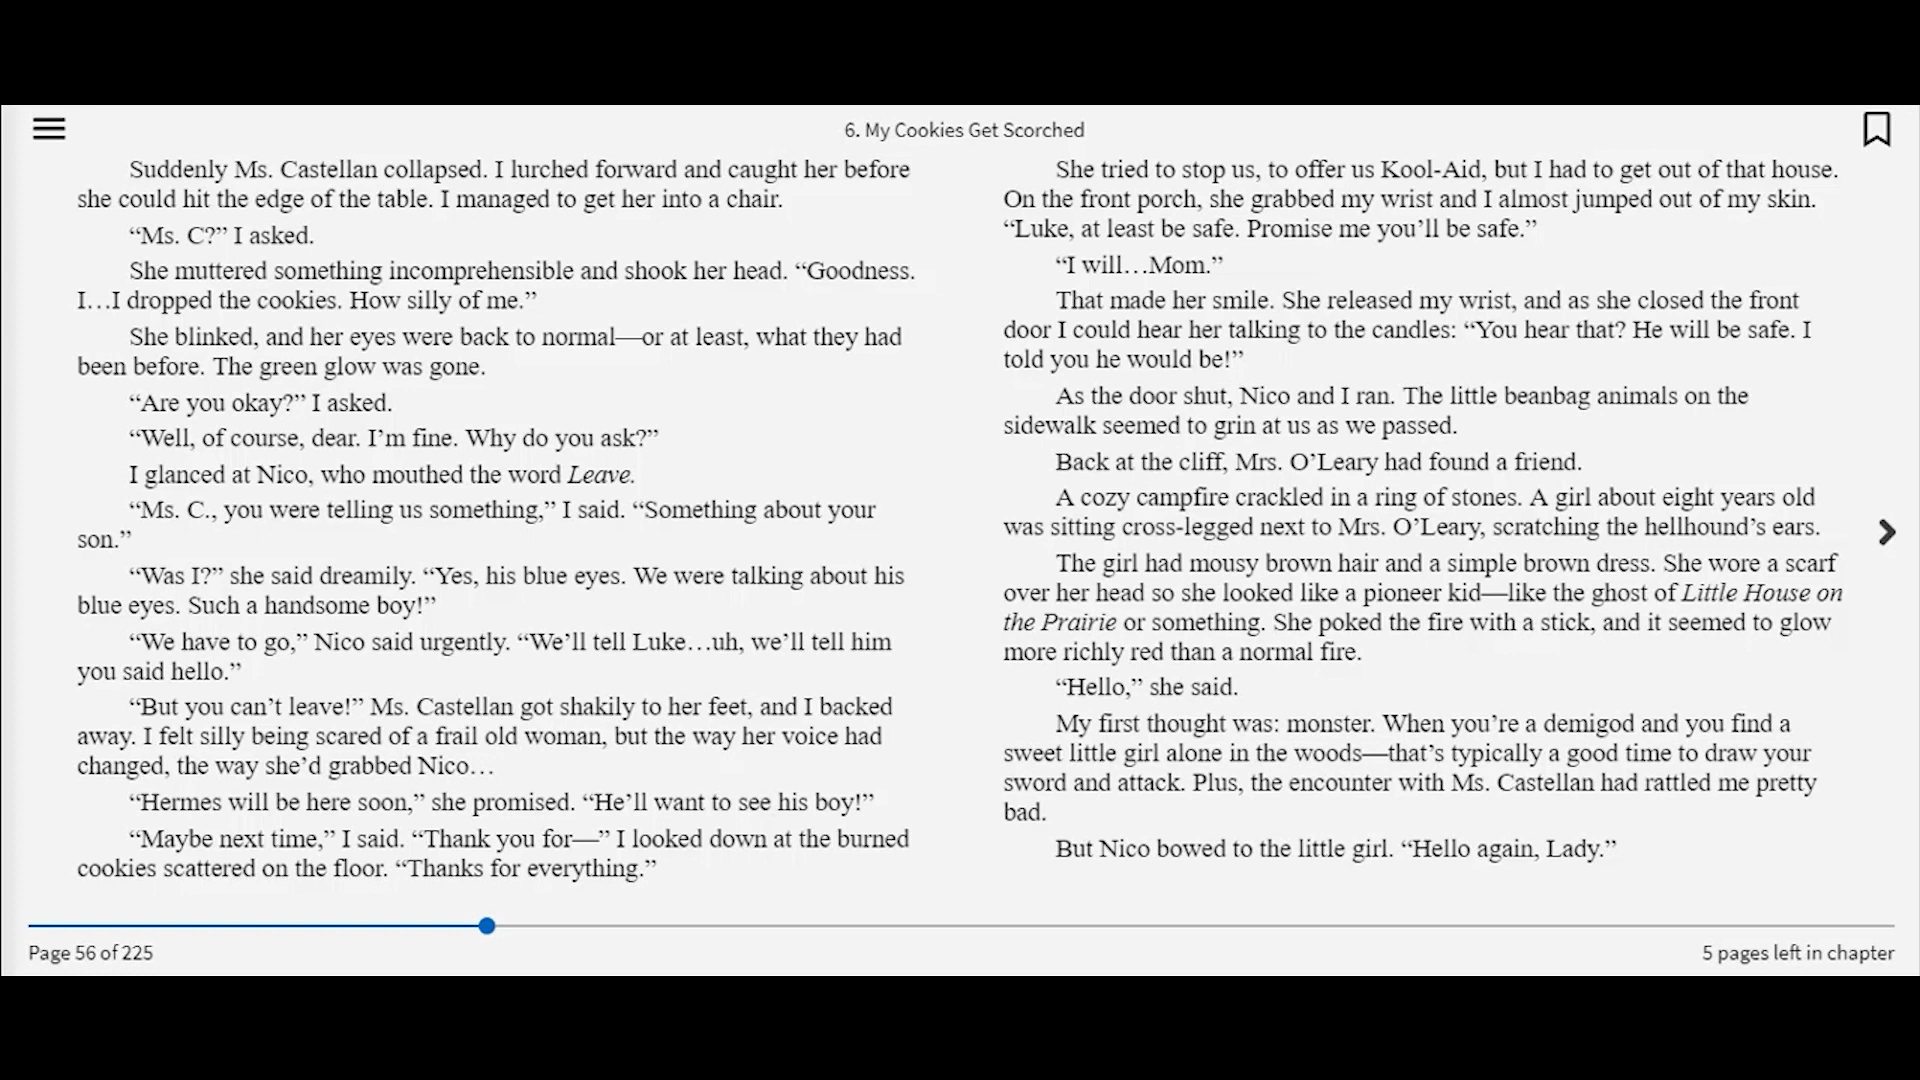 6. My Cookies Get Scorched
Suddenly Ms. Castellan collapsed. I lurched forward and caught her before
she could hit the edge of the table. I managed to get her into a chair.
“Ms. C?” I asked.
She muttered something incomprehensible and shook her head. “Goodness.
I…I dropped the cookies. How silly of me.”
She blinked, and her eyes were back to normal—or at least, what they had
been before. The green glow was gone.
“Are you okay?” I asked.
“Well, of course, dear. I’m fine. Why do you ask?”
I glanced at Nico, who mouthed the word Leave.
“Ms. C., you were telling us something,” I said. “Something about your
son.”
“Was I?” she said dreamily. “Yes, his blue eyes. We were talking about his
blue eyes. Such a handsome boy!”
“We have to go,” Nico said urgently. “We’ll tell Luke…uh, we’ll tell him
you said hello.”
“But you can’t leave!” Ms. Castellan got shakily to her feet, and I backed
away. I felt silly being scared of a frail old woman, but the way her voice had
changed, the way she’d grabbed Nico…
“Hermes will be here soon,” she promised. “He’ll want to see his boy!”
“Maybe next time,” I said. “Thank you for—” I looked down at the burned
cookies scattered on the floor. “Thanks for everything.”
She tried to stop us, to offer us Kool-Aid, but I had to get out of that house.
On the front porch, she grabbed my wrist and I almost jumped out of my skin.
“Luke, at least be safe. Promise me you’ll be safe.”
“I will…Mom.”
That made her smile. She released my wrist, and as she closed the front
door I could hear her talking to the candles: “You hear that? He will be safe. I
told you he would be!”
As the door shut, Nico and I ran. The little beanbag animals on the
sidewalk seemed to grin at us as we passed.
Back at the cliff, Mrs. O’Leary had found a friend.
A cozy campfire crackled in a ring of stones. A girl about eight years old
was sitting cross-legged next to Mrs. O’Leary, scratching the hellhound’s ears.
The girl had mousy brown hair and a simple brown dress. She wore a scarf
over her head so she looked like a pioneer kid—like the ghost of Little House on
the Prairie or something. She poked the fire with a stick, and it seemed to glow
more richly red than a normal fire.
“Hello,” she said.
My first thought was: monster. When you’re a demigod and you find a
sweet little girl alone in the woods—that’s typically a good time to draw your
sword and attack. Plus, the encounter with Ms. Castellan had rattled me pretty
bad.
But Nico bowed to the little girl. “Hello again, Lady.”
Page 56 of 225
5 pages left in chapter